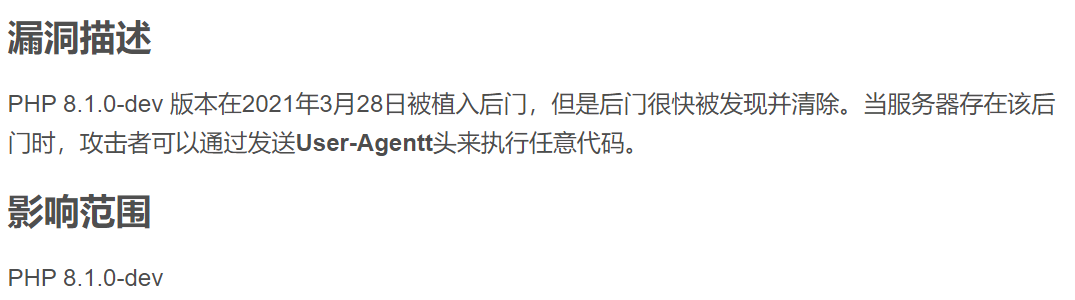 漏洞描述
PHP 8.1.0-dev 版本在2021年3月28日被植入后门，但是后门很快被发现并清除。当服务器存在该后
门时，攻击者可以通过发送User-Agentt头来执行任意代码。
影响范围
PHP 8.1.0-dev